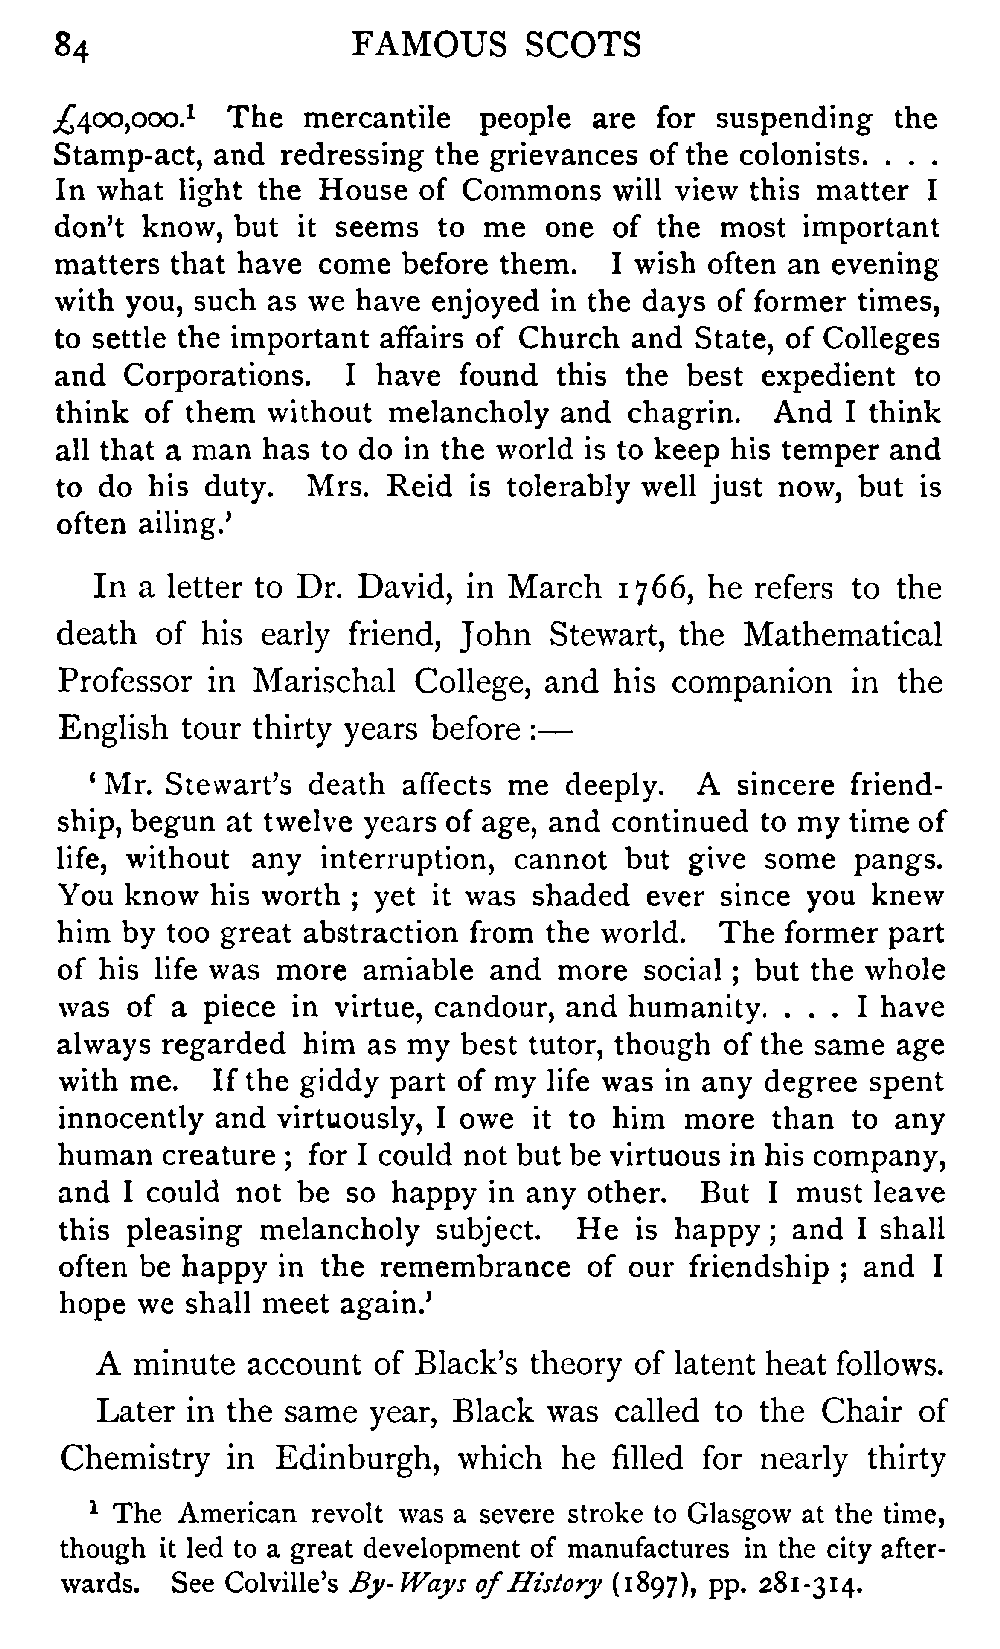 84 FAMOUS SCOTS
£400,000.¹ The mercantile people are for suspending the
Stamp-act, and redressing the grievances of the colonists. . . .
In what light the House of Commons will view this matter I
don't know, but it seems to me one of the most important
matters that have come before them. I wish often an evening
with you, such as we have enjoyed in the days of former times,
to settle the important affairs of Church and State, of Colleges
and Corporations. I have found this the best expedient to
think of them without melancholy and chagrin. And I think
all that a man has to do in the world is to keep his temper and
to do his duty. Mrs. Reid is tolerably well just now, but is
often ailing.'
In a letter to Dr. David, in March 1766, he refers to the
death of his early friend, John Stewart, the Mathematical
Professor in Marischal College, and his companion in the
English tour thirty years before :—
'Mr. Stewart's death affects me deeply. A sincere friend-
ship, begun at twelve years of age, and continued to my time of
life, without any interruption, cannot but give some pangs.
You know his worth ; yet it was shaded ever since you knew
him by too great abstraction from the world. The former part
of his life was more amiable and more social ; but the whole
was of a piece in virtue, candour, and humanity. . . . I have
always regarded him as my best tutor, though of the same age
with me. If the giddy part of my life was in any degree spent
innocently and virtuously, I owe it to him more than to any
human creature ; for I could not but be virtuous in his company,
and I could not be so happy in any other. But I must leave
this pleasing melancholy subject. He is happy ; and I shall
often be happy in the remembrance of our friendship ; and I
hope we shall meet again.'
A minute account of Black's theory of latent heat follows.
Later in the same year, Black was called to the Chair of
Chemistry in Edinburgh, which he filled for nearly thirty
¹ The American revolt was a severe stroke to Glasgow at the time,
though it led to a great development of manufactures in the city after-
wards. See Colville's By-Ways of History (1897), pp. 281-314.